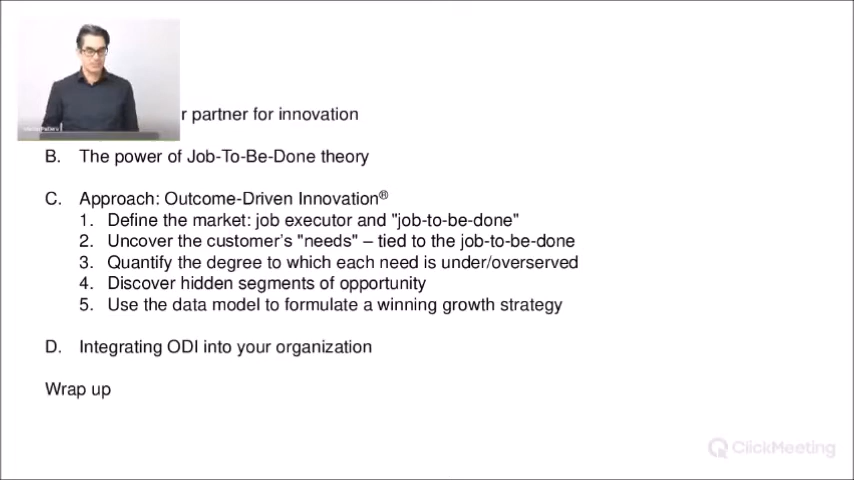 r partner for innovation
B. The power of Job-To-Be-Done theory
C. Approach: Outcome-Driven Innovation®
1. Define the market: job executor and "job-to-be-done"
2. Uncover the customer's "needs" – tied to the job-to-be-done
3. Quantify the degree to which each need is under/overserved
4. Discover hidden segments of opportunity
5. Use the data model to formulate a winning growth strategy
D. Integrating ODI into your organization
Wrap up
ClickMeeting